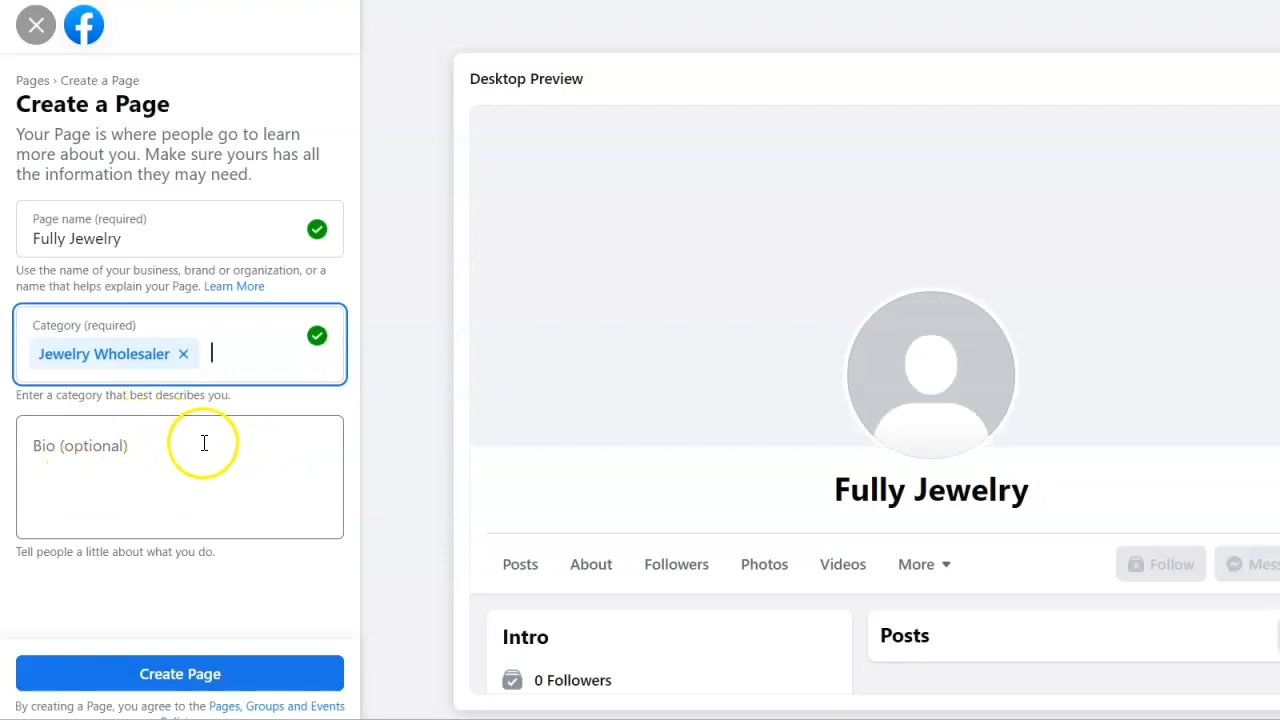 Pages › Create a Page
Create a Page
Your Page is where people go to learn
more about you. Make sure yours has all
the information they may need.
Page name (required)
Fully Jewelry
Use the name of your business, brand or organization, or a
name that helps explain your Page. Learn More
Category (required)
Jewelry Wholesaler
Enter a category that best describes you.
Bio (optional)
Tell people a little about what you do.
Create Page
By creating a Page, you agree to the Pages, Groups and Events
Desktop Preview
Fully Jewelry
Posts About Followers Photos Videos More
Follow
Mess
Intro
0 Followers
Posts